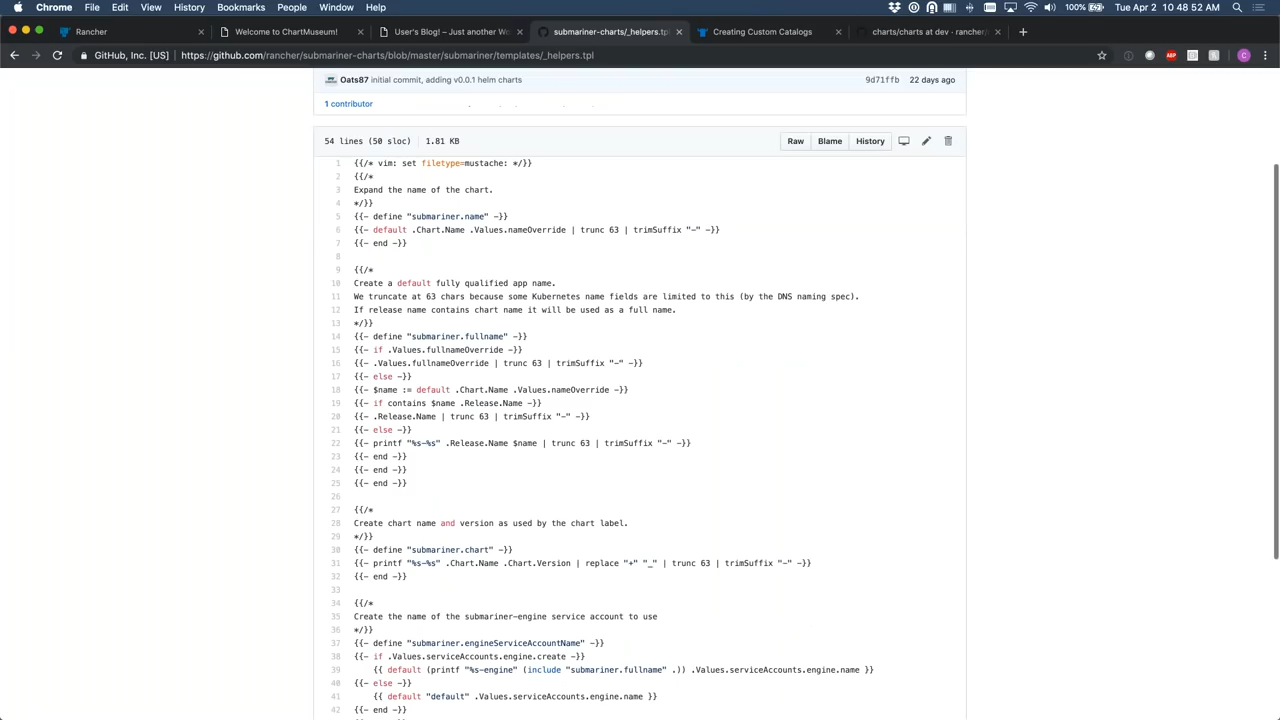 Chrome File Edit View History Bookmarks People Window Help 100% Tue Apr 2 10:48:52 AM
Rancher × Welcome to ChartMuseum! × User's Blog! – Just another Wo × submariner-charts/_helpers.tpl × Creating Custom Catalogs × charts/charts at dev · rancher/ × +
GitHub, Inc. [US] https://github.com/rancher/submariner-charts/blob/master/submariner/templates/_helpers.tpl ABP C
Oats87 initial commit, adding v0.0.1 helm charts 9d71ffb 22 days ago
1 contributor
54 lines (50 sloc) 1.81 KB Raw Blame History
1 {{/* vim: set filetype=mustache: */}}
2 {{/*
3 Expand the name of the chart.
4 */}}
5 {{- define "submariner.name" -}}
6 {{- default .Chart.Name .Values.nameOverride | trunc 63 | trimSuffix "-" -}}
7 {{- end -}}
8
9 {{/*
10 Create a default fully qualified app name.
11 We truncate at 63 chars because some Kubernetes name fields are limited to this (by the DNS naming spec).
12 If release name contains chart name it will be used as a full name.
13 */}}
14 {{- define "submariner.fullname" -}}
15 {{- if .Values.fullnameOverride -}}
16 {{- .Values.fullnameOverride | trunc 63 | trimSuffix "-" -}}
17 {{- else -}}
18 {{- $name := default .Chart.Name .Values.nameOverride -}}
19 {{- if contains $name .Release.Name -}}
20 {{- .Release.Name | trunc 63 | trimSuffix "-" -}}
21 {{- else -}}
22 {{- printf "%s-%s" .Release.Name $name | trunc 63 | trimSuffix "-" -}}
23 {{- end -}}
24 {{- end -}}
25 {{- end -}}
26
27 {{/*
28 Create chart name and version as used by the chart label.
29 */}}
30 {{- define "submariner.chart" -}}
31 {{- printf "%s-%s" .Chart.Name .Chart.Version | replace "+" "_" | trunc 63 | trimSuffix "-" -}}
32 {{- end -}}
33
34 {{/*
35 Create the name of the submariner-engine service account to use
36 */}}
37 {{- define "submariner.engineServiceAccountName" -}}
38 {{- if .Values.serviceAccounts.engine.create -}}
39 {{ default (printf "%s-engine" (include "submariner.fullname" .)) .Values.serviceAccounts.engine.name }}
40 {{- else -}}
41 {{ default "default" .Values.serviceAccounts.engine.name }}
42 {{- end -}}